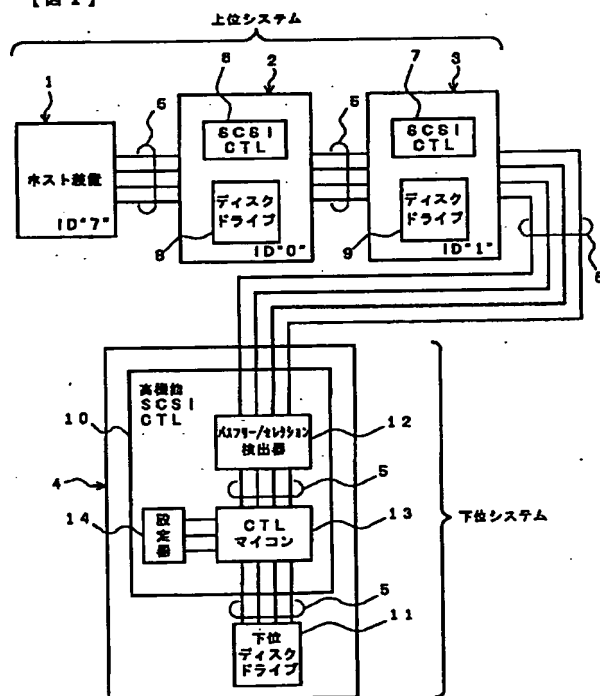 【図1】
上位システム
1
5
6
2
5
7
3
ホスト装置
ID"7"
SCSI
CTL
ディスク
ドライブ
8
ID"0"
SCSI
CTL
ディスク
ドライブ
9
ID"1"
高機能
SCSI
CTL
10
バスフリー/セレクション
検出器
12
4
5
14
設定器
CTL
マイコン
13
下位システム
5
下位
ディスク
ドライブ
11